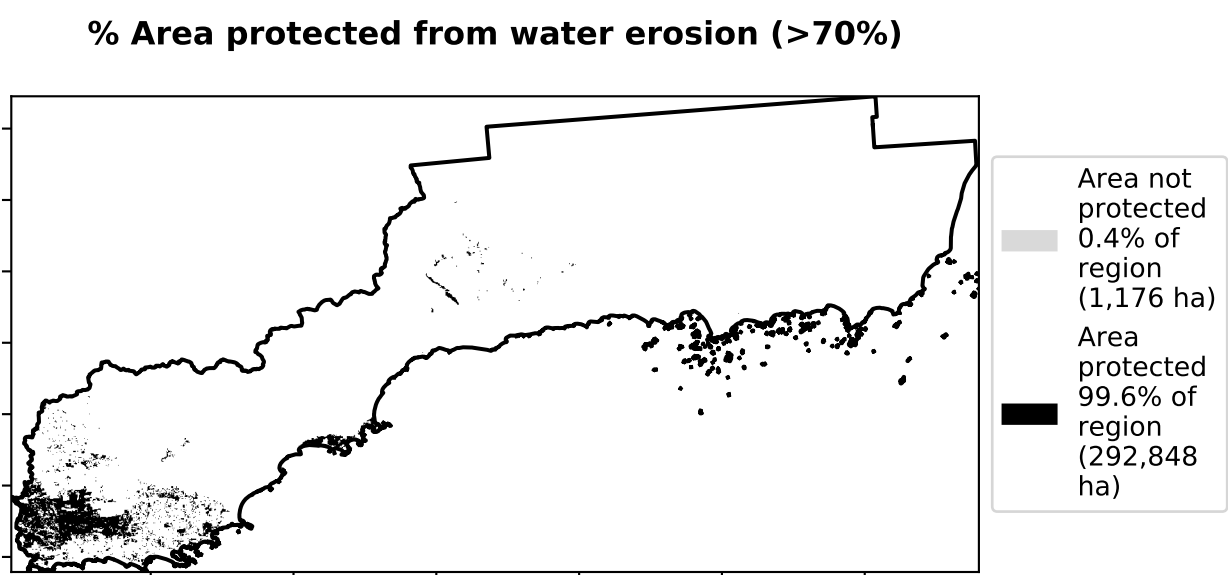 % Area protected from water erosion (>70%)
Area not
protected
0.4% of
region
(1,176 ha)
Area
protected
99.6% of
region
(292,848
ha)